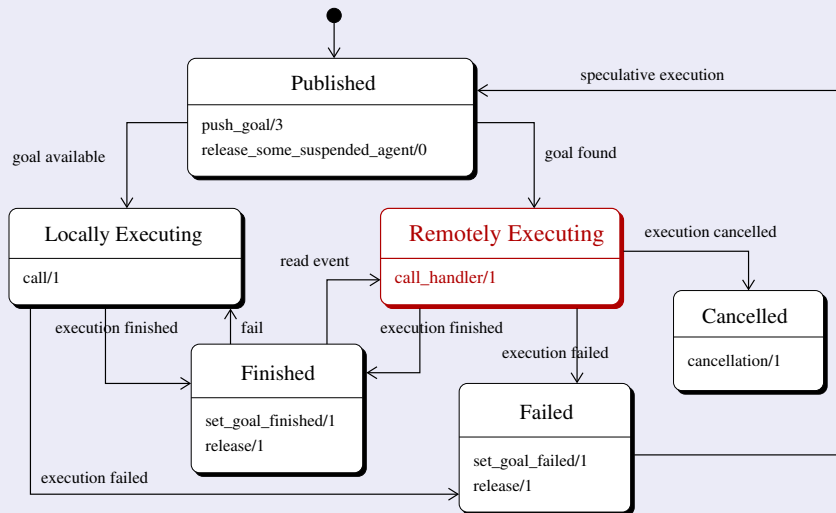 Published
speculative execution
push_goal/3
release_some_suspended_agent/0
goal available
goal found
Locally Executing
Remotely Executing
execution cancelled
call/1
read event
call_handler/1
Cancelled
execution finished
fail
execution finished
execution failed
cancellation/1
Finished
Failed
set_goal_finished/1
release/1
set_goal_failed/1
release/1
execution failed